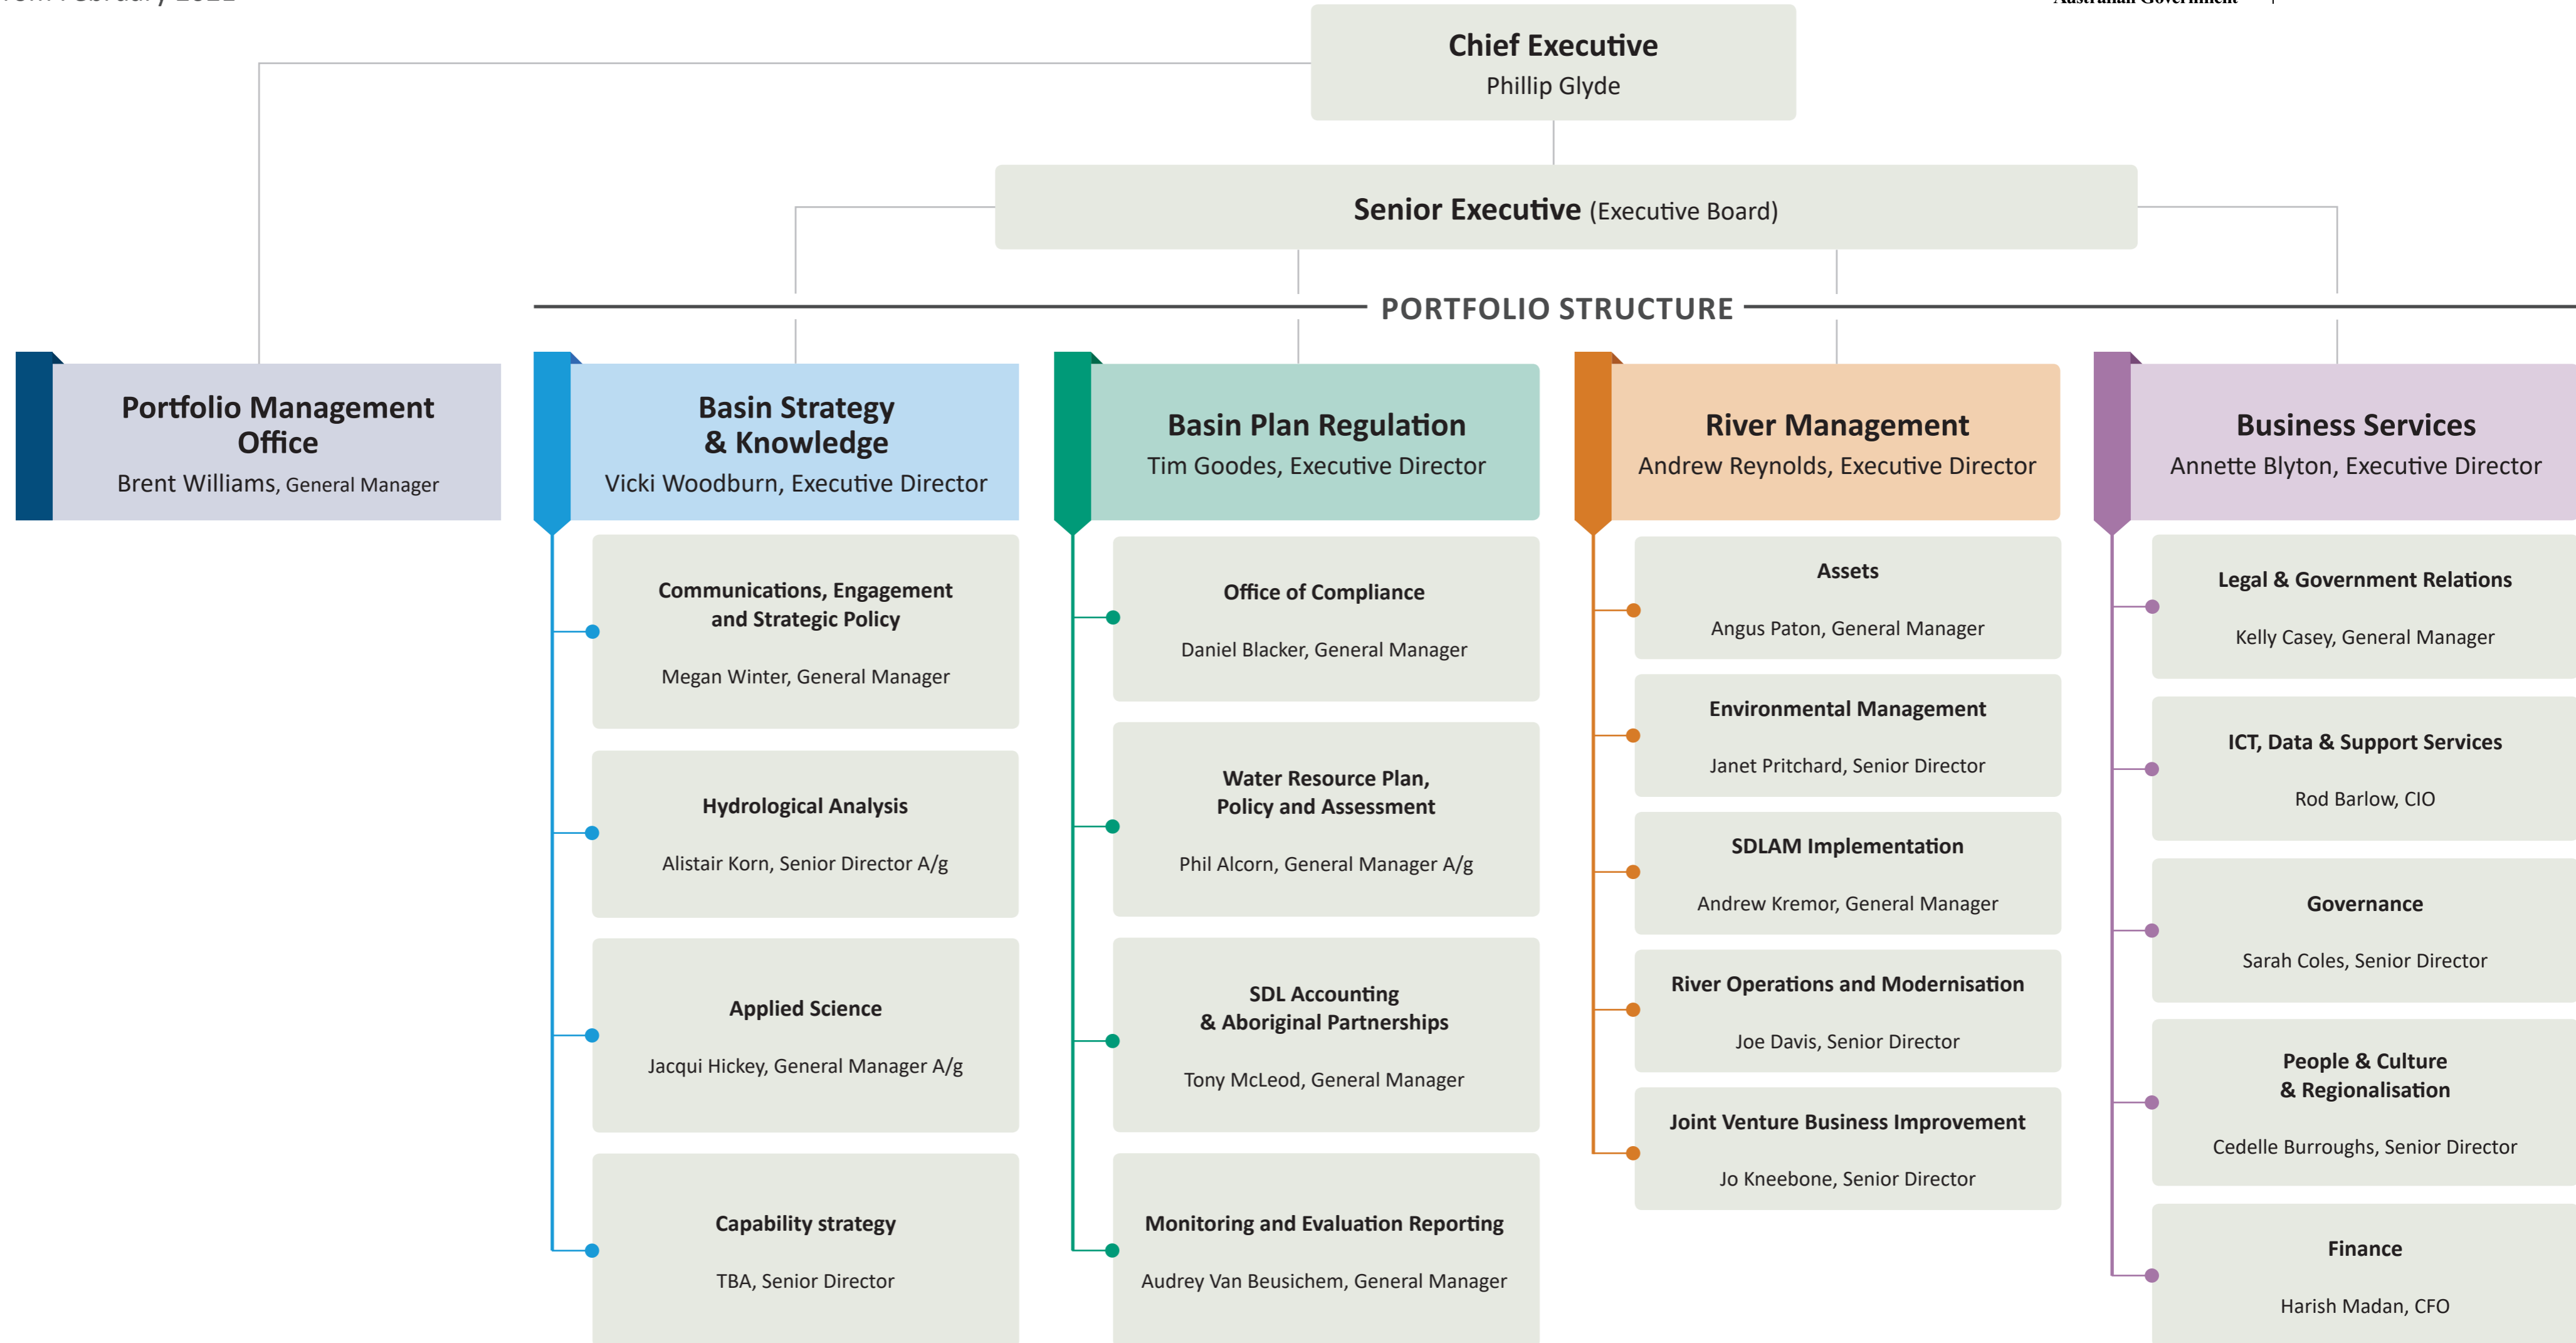 February 2021
Australian Government
Chief Executive
Phillip Glyde
Senior Executive (Executive Board)
PORTFOLIO STRUCTURE
Portfolio Management
Office
Brent Williams, General Manager
Basin Strategy
& Knowledge
Vicki Woodburn, Executive Director
Communications, Engagement
and Strategic Policy
Megan Winter, General Manager
Hydrological Analysis
Alistair Korn, Senior Director A/g
Applied Science
Jacqui Hickey, General Manager A/g
Capability strategy
TBA, Senior Director
Basin Plan Regulation
Tim Goodes, Executive Director
Office of Compliance
Daniel Blacker, General Manager
Water Resource Plan,
Policy and Assessment
Phil Alcorn, General Manager A/g
SDL Accounting
& Aboriginal Partnerships
Tony McLeod, General Manager
Monitoring and Evaluation Reporting
Audrey Van Beusichem, General Manager
River Management
Andrew Reynolds, Executive Director
Assets
Angus Paton, General Manager
Environmental Management
Janet Pritchard, Senior Director
SDLAM Implementation
Andrew Kremor, General Manager
River Operations and Modernisation
Joe Davis, Senior Director
Joint Venture Business Improvement
Jo Kneebone, Senior Director
Business Services
Annette Blyton, Executive Director
Legal & Government Relations
Kelly Casey, General Manager
ICT, Data & Support Services
Rod Barlow, CIO
Governance
Sarah Coles, Senior Director
People & Culture
& Regionalisation
Cedelle Burroughs, Senior Director
Finance
Harish Madan, CFO